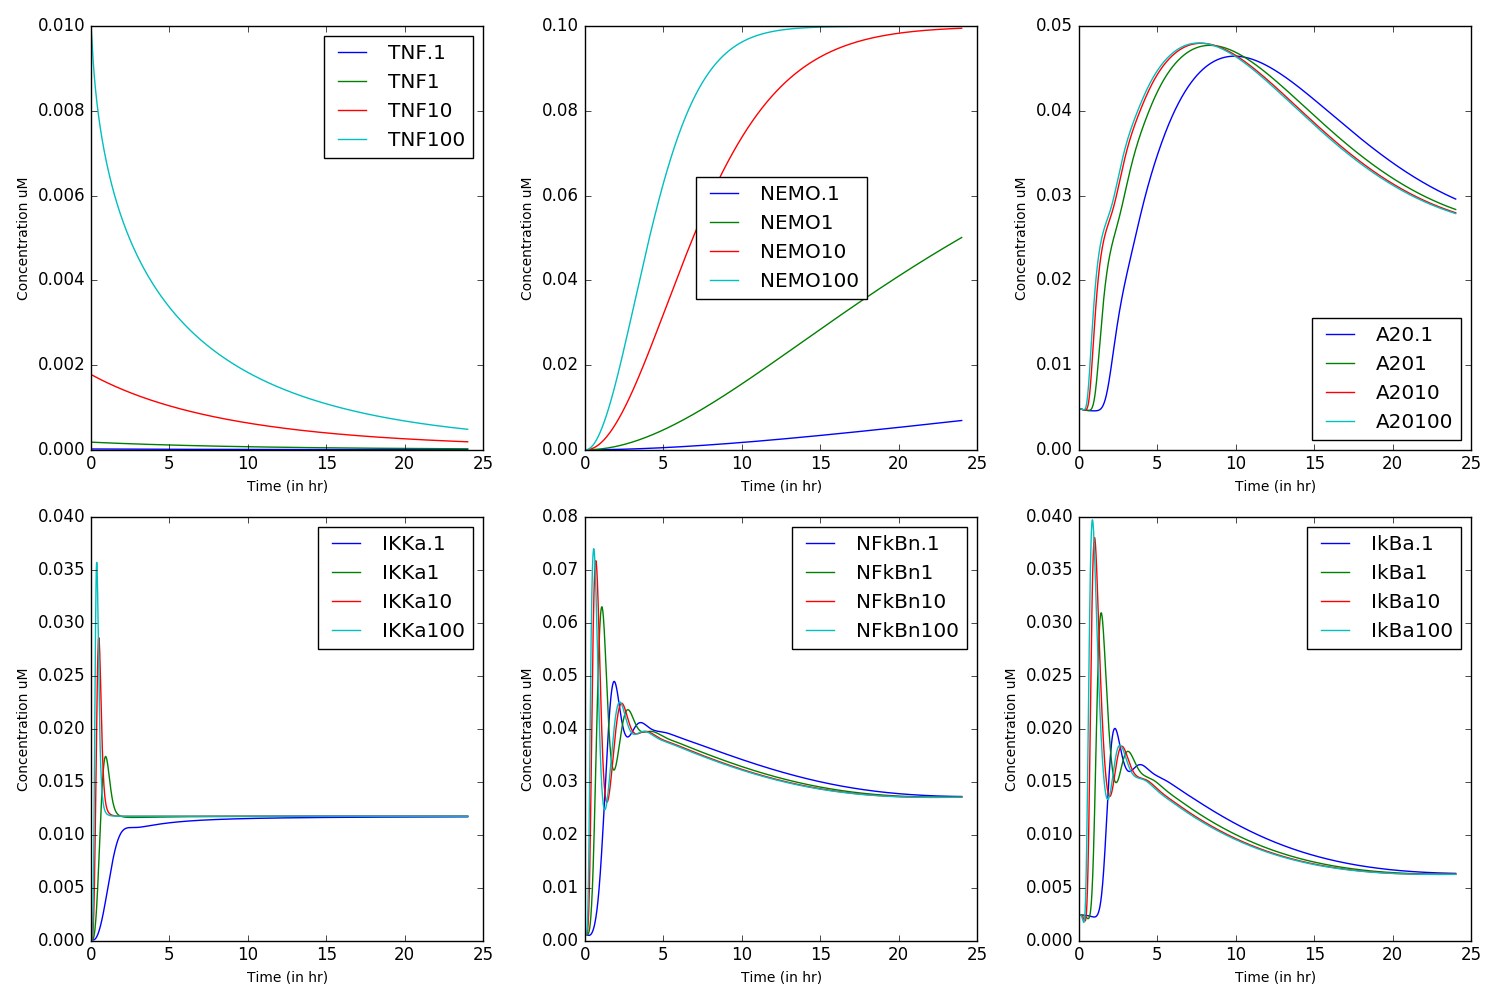 0.010
0.008
0.006
0.004
0.002
0.000
Concentration uM
0 5 10 15 20 25
Time (in hr)
TNF.1
TNF1
TNF10
TNF100
0.10
0.08
0.06
0.04
0.02
0.00
Concentration uM
0 5 10 15 20 25
Time (in hr)
NEMO.1
NEMO1
NEMO10
NEMO100
0.05
0.04
0.03
0.02
0.01
0.00
Concentration uM
0 5 10 15 20 25
Time (in hr)
A20.1
A201
A2010
A20100
0.040
0.035
0.030
0.025
0.020
0.015
0.010
0.005
0.000
Concentration uM
0 5 10 15 20 25
Time (in hr)
IKKa.1
IKKa1
IKKa10
IKKa100
0.08
0.07
0.06
0.05
0.04
0.03
0.02
0.01
0.00
Concentration uM
0 5 10 15 20 25
Time (in hr)
NFkBn.1
NFkBn1
NFkBn10
NFkBn100
0.040
0.035
0.030
0.025
0.020
0.015
0.010
0.005
0.000
Concentration uM
0 5 10 15 20 25
Time (in hr)
IkBa.1
IkBa1
IkBa10
IkBa100